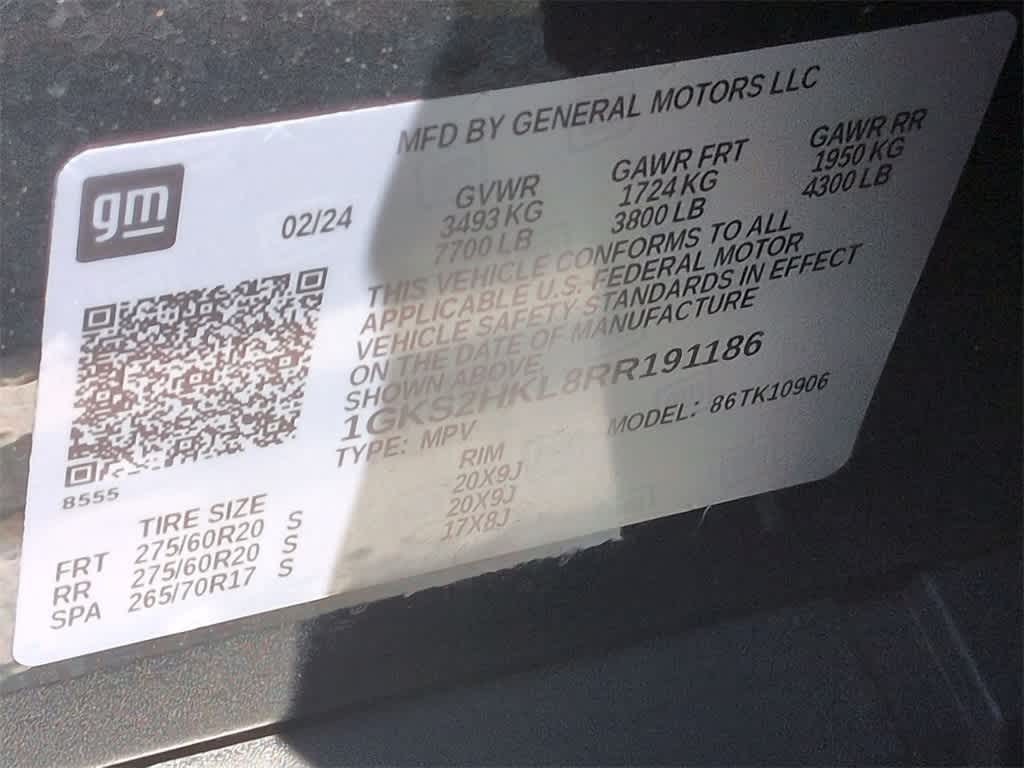 MFD BY GENERAL MOTORS LLC
gm
02/24
GVWR GAWR FRT GAWR RR
3493 KG 1724 KG 1950 KG
7700 LB 3800 LB 4300 LB
THIS VEHICLE CONFORMS TO ALL
APPLICABLE U.S. FEDERAL MOTOR
VEHICLE SAFETY STANDARDS IN EFFECT
ON THE DATE OF MANUFACTURE
SHOWN ABOVE
1GKS2HKL8RR191186
TYPE: MPV MODEL: 86TK10906
8555
TIRE SIZE RIM
FRT 275/60R20 S 20X9J
RR 275/60R20 S 20X9J
SPA 265/70R17 S 17X8J